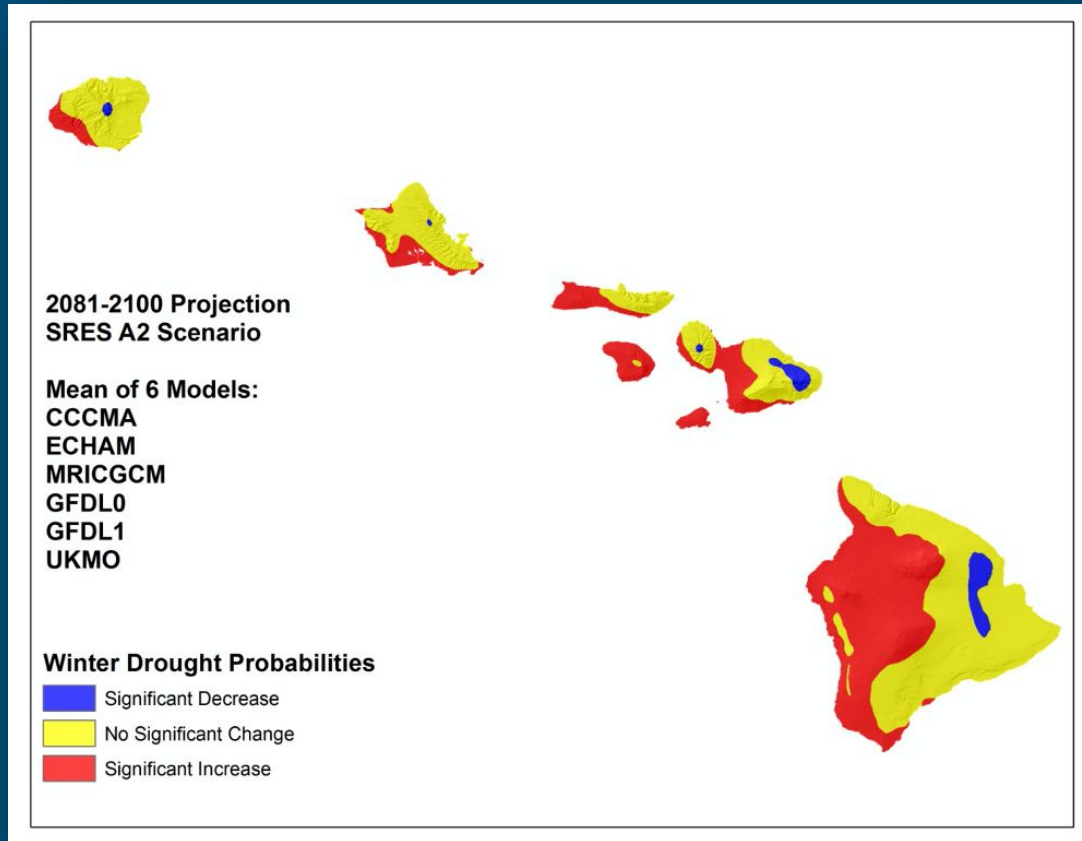 2081-2100 Projection
SRES A2 Scenario
Mean of 6 Models:
CCCMA
ECHAM
MRICGCM
GFDL0
GFDL1
UKMO
Winter Drought Probabilities
Significant Decrease
No Significant Change
Significant Increase